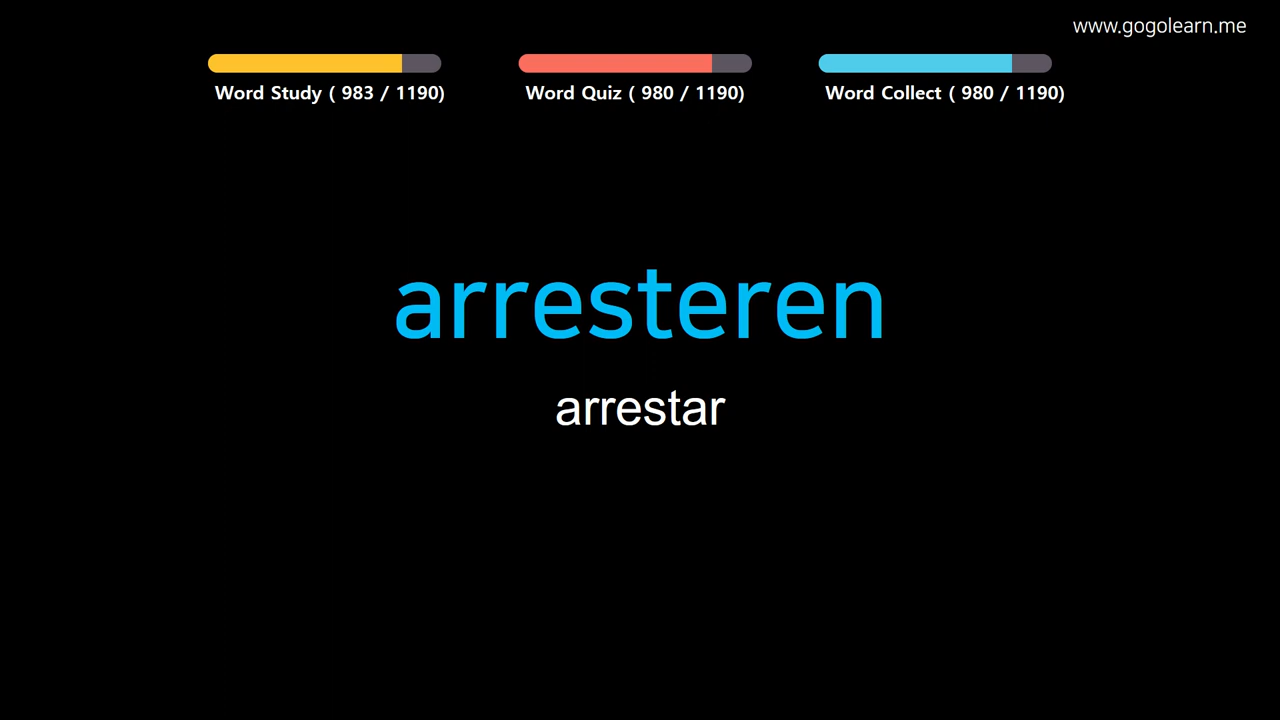 www.gogolearn.me
Word Study ( 983 / 1190)
Word Quiz ( 980 / 1190)
Word Collect ( 980 / 1190)
arresteren
arrestar